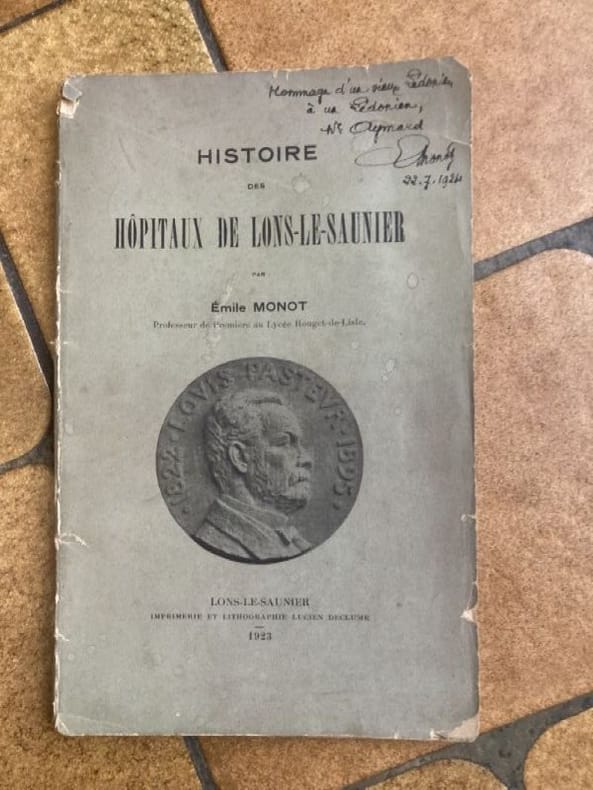 Hommage d'un vieux Lédonien
à un Lédonien,
Mr Aymard
EMonot
22.7.1924
HISTOIRE
DES
HÔPITAUX DE LONS-LE-SAUNIER
PAR
Émile MONOT
Professeur de Première au Lycée Rouget-de-Lisle.
1822 · LOVIS PASTEVR · 1895
LONS-LE-SAUNIER
IMPRIMERIE ET LITHOGRAPHIE LUCIEN DECLUME
1923